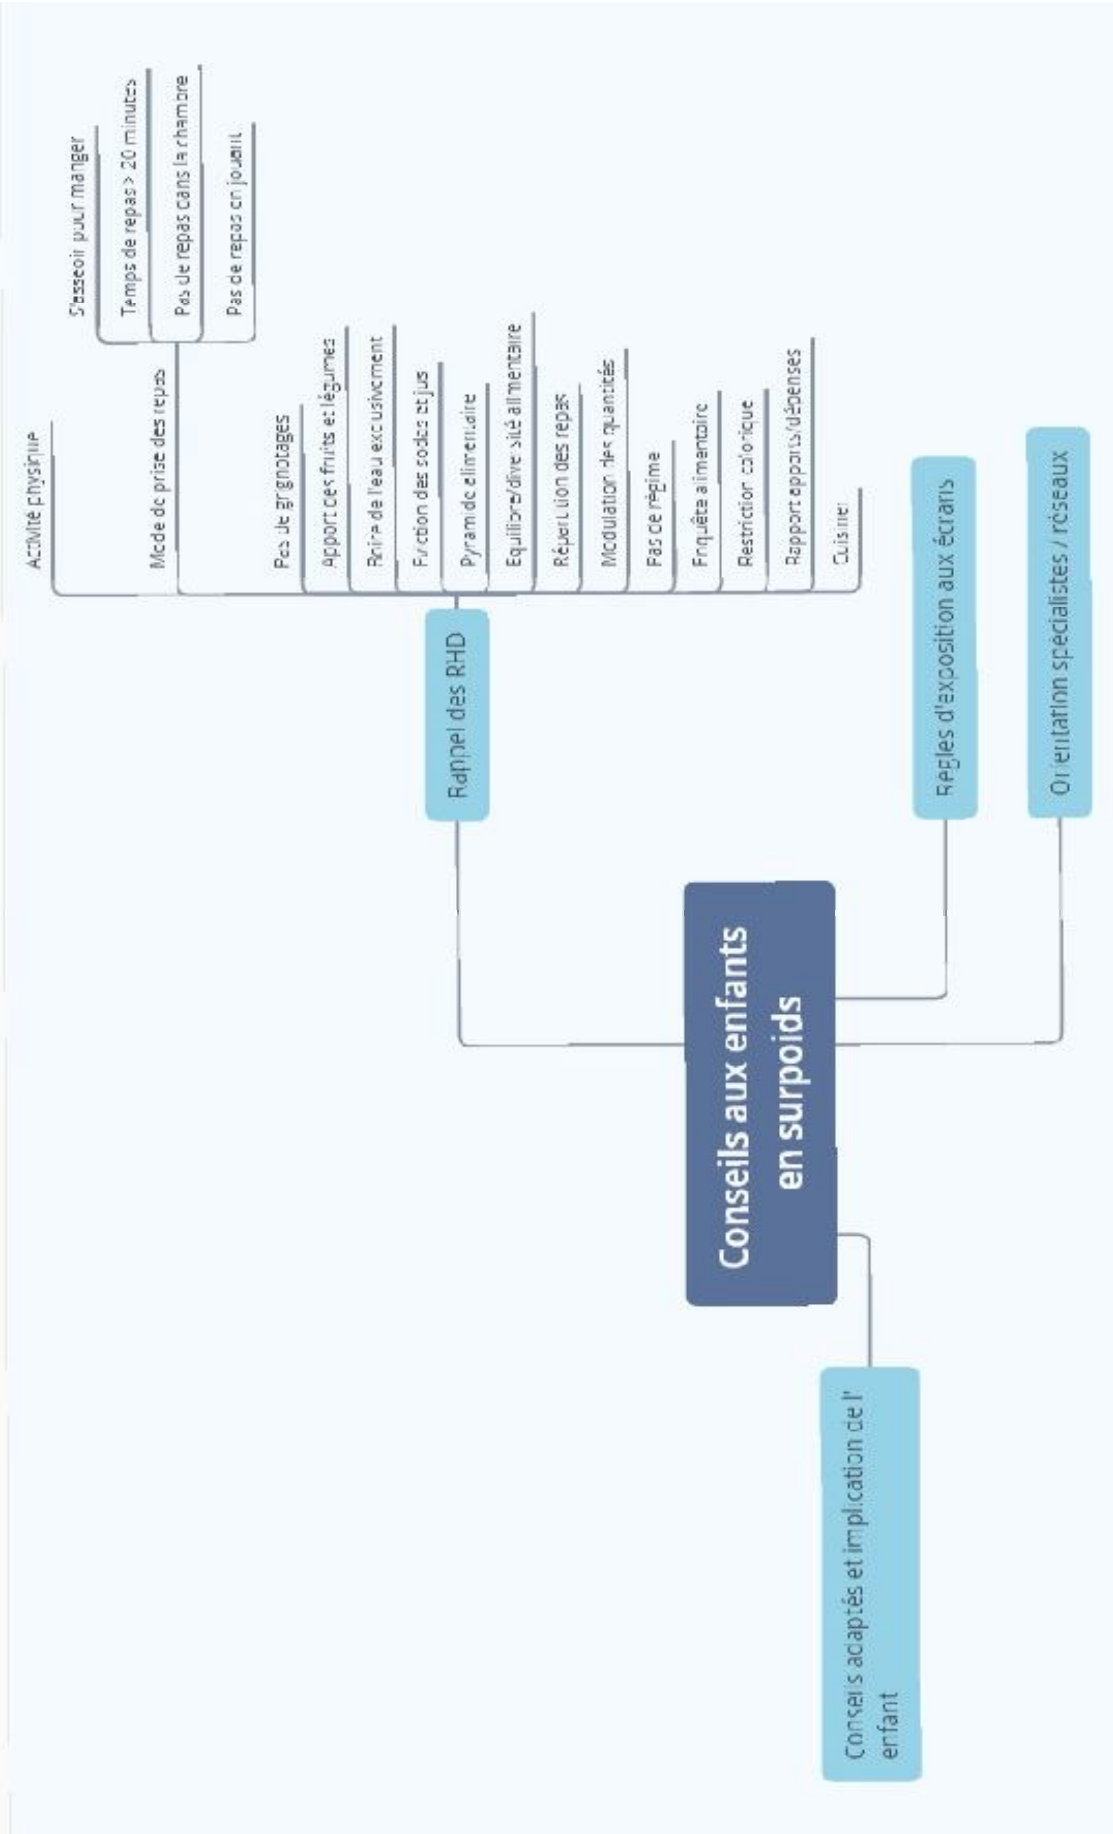 Activité physique
Mode de prise des repas
S'asseoir pour manger
Temps de repas > 20 minutes
Pas de repas dans la chambre
Pas de repas en jouant
Pas de grignotages
Apport des fruits et légumes
Boire de l'eau exclusivement
Eviction des sodas et jus
Pyramide alimentaire
Equilibre/diversité alimentaire
Répartition des repas
Modulation des quantités
Pas de régime
Enquête alimentaire
Restriction calorique
Rapport apports/dépenses
Cuisiner
Rappel des RHD
Règles d'exposition aux écrans
Orientation spécialistes / réseaux
Conseils aux enfants
en surpoids
Conseils adaptés et implication de l'
enfant